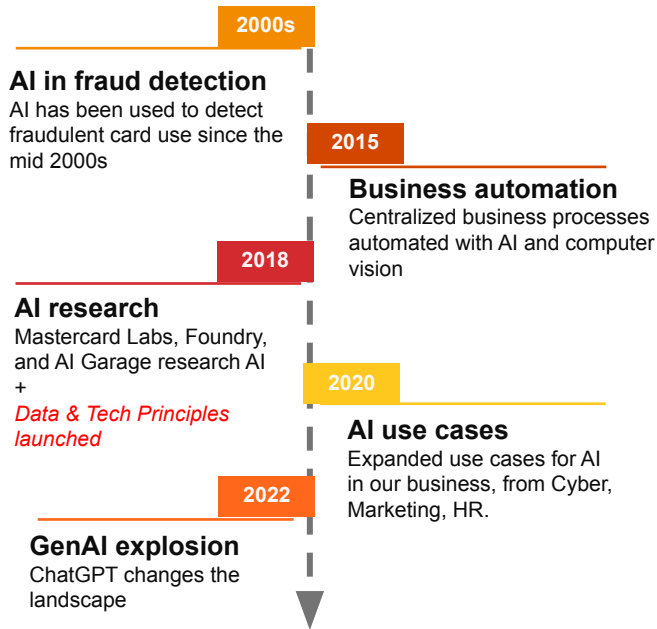 2000s
AI in fraud detection
AI has been used to detect
fraudulent card use since the
mid 2000s
2015
Business automation
Centralized business processes
automated with AI and computer
vision
2018
AI research
Mastercard Labs, Foundry,
and AI Garage research AI
+
Data & Tech Principles
launched
2020
AI use cases
Expanded use cases for AI
in our business, from Cyber,
Marketing, HR.
2022
GenAI explosion
ChatGPT changes the
landscape